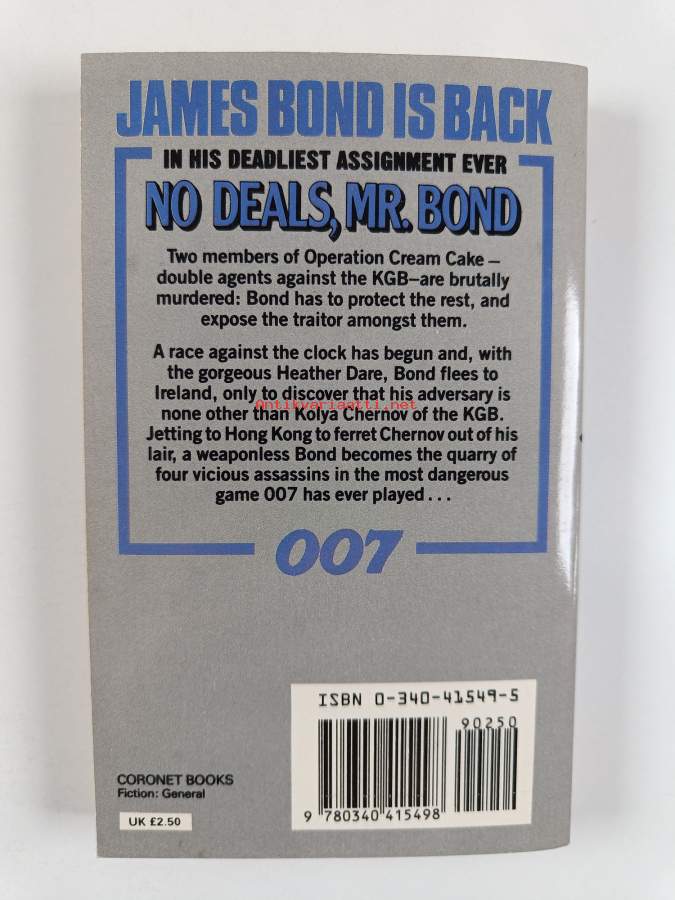 JAMES BOND IS BACK
IN HIS DEADLIEST ASSIGNMENT EVER
NO DEALS, MR. BOND
Two members of Operation Cream Cake –
double agents against the KGB–are brutally
murdered: Bond has to protect the rest, and
expose the traitor amongst them.
A race against the clock has begun and, with
the gorgeous Heather Dare, Bond flees to
Ireland, only to discover that his adversary is
Antikvariaatti.net
none other than Kolya Chernov of the KGB.
Jetting to Hong Kong to ferret Chernov out of his
lair, a weaponless Bond becomes the quarry of
four vicious assassins in the most dangerous
game 007 has ever played . . .
007
ISBN 0-340-41549-5
90250
9 780340 415498
CORONET BOOKS
Fiction: General
UK £2.50